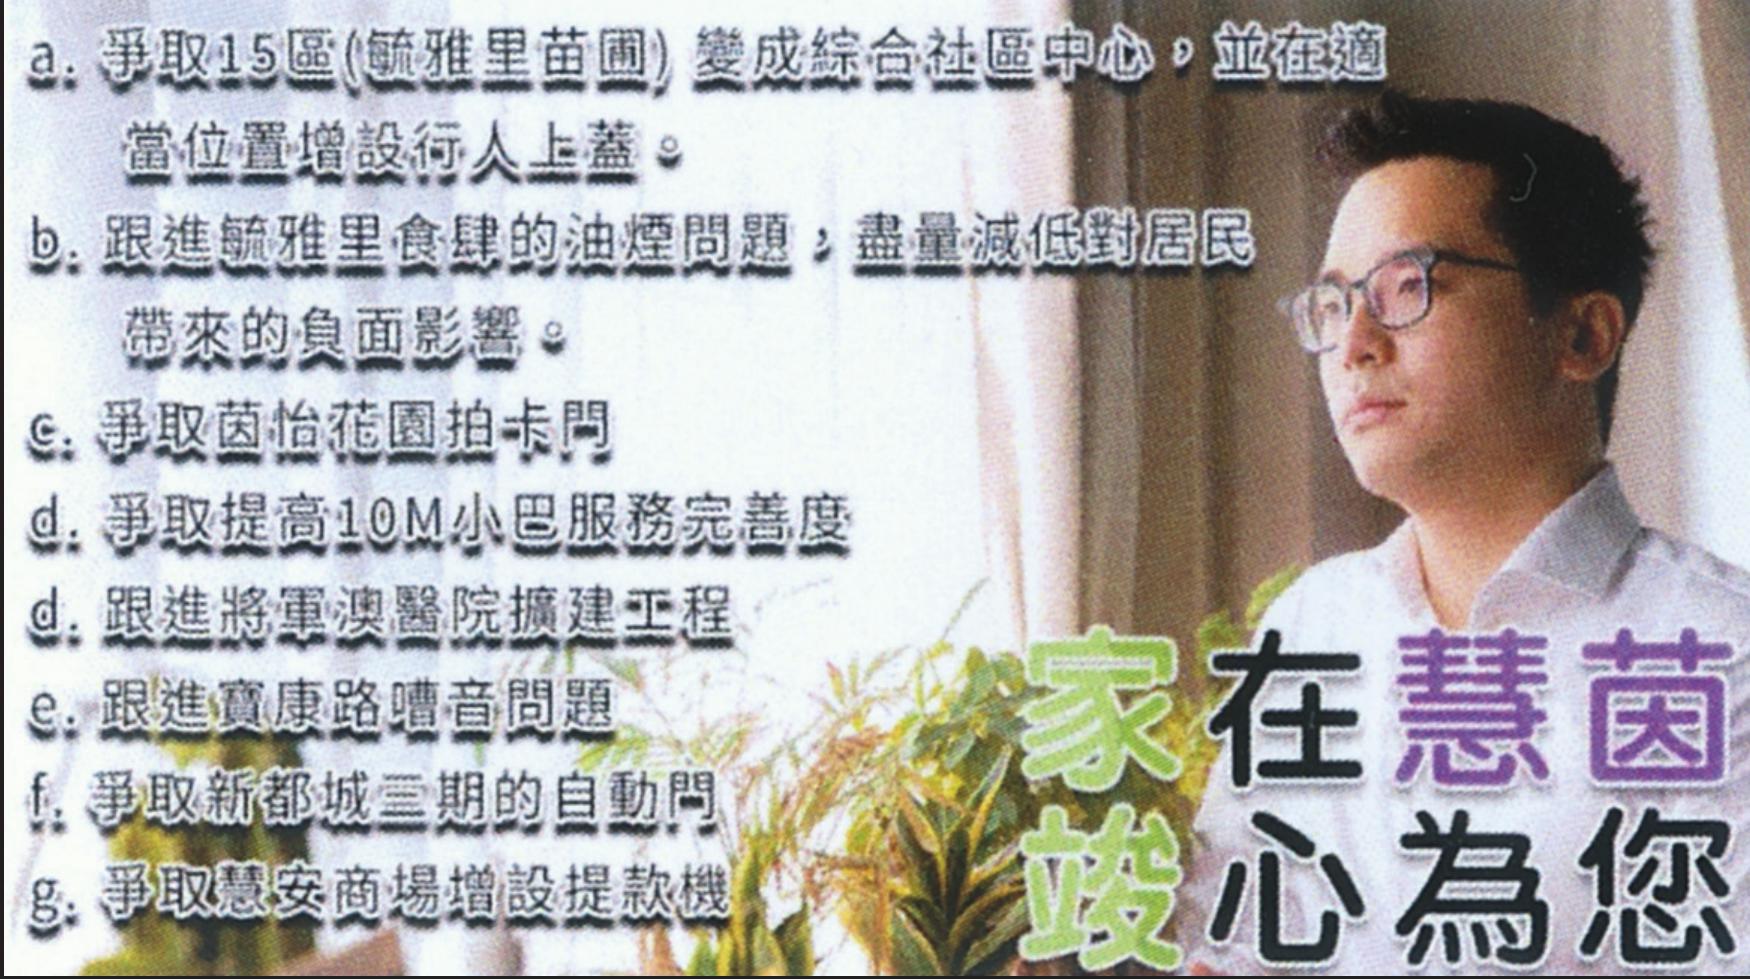 a. 爭取15區(毓雅里苗圃) 變成綜合社區中心，並在適
當位置增設行人上蓋。
b. 跟進毓雅里食肆的油煙問題，盡量減低對居民
帶來的負面影響。
c. 爭取茵怡花園拍卡門
d. 爭取提高10M小巴服務完善度
d. 跟進將軍澳醫院擴建工程
e. 跟進寶康路嘈音問題
f. 爭取新都城三期的自動門
g. 爭取慧安商場增設提款機
家在慧茵
竣心為您